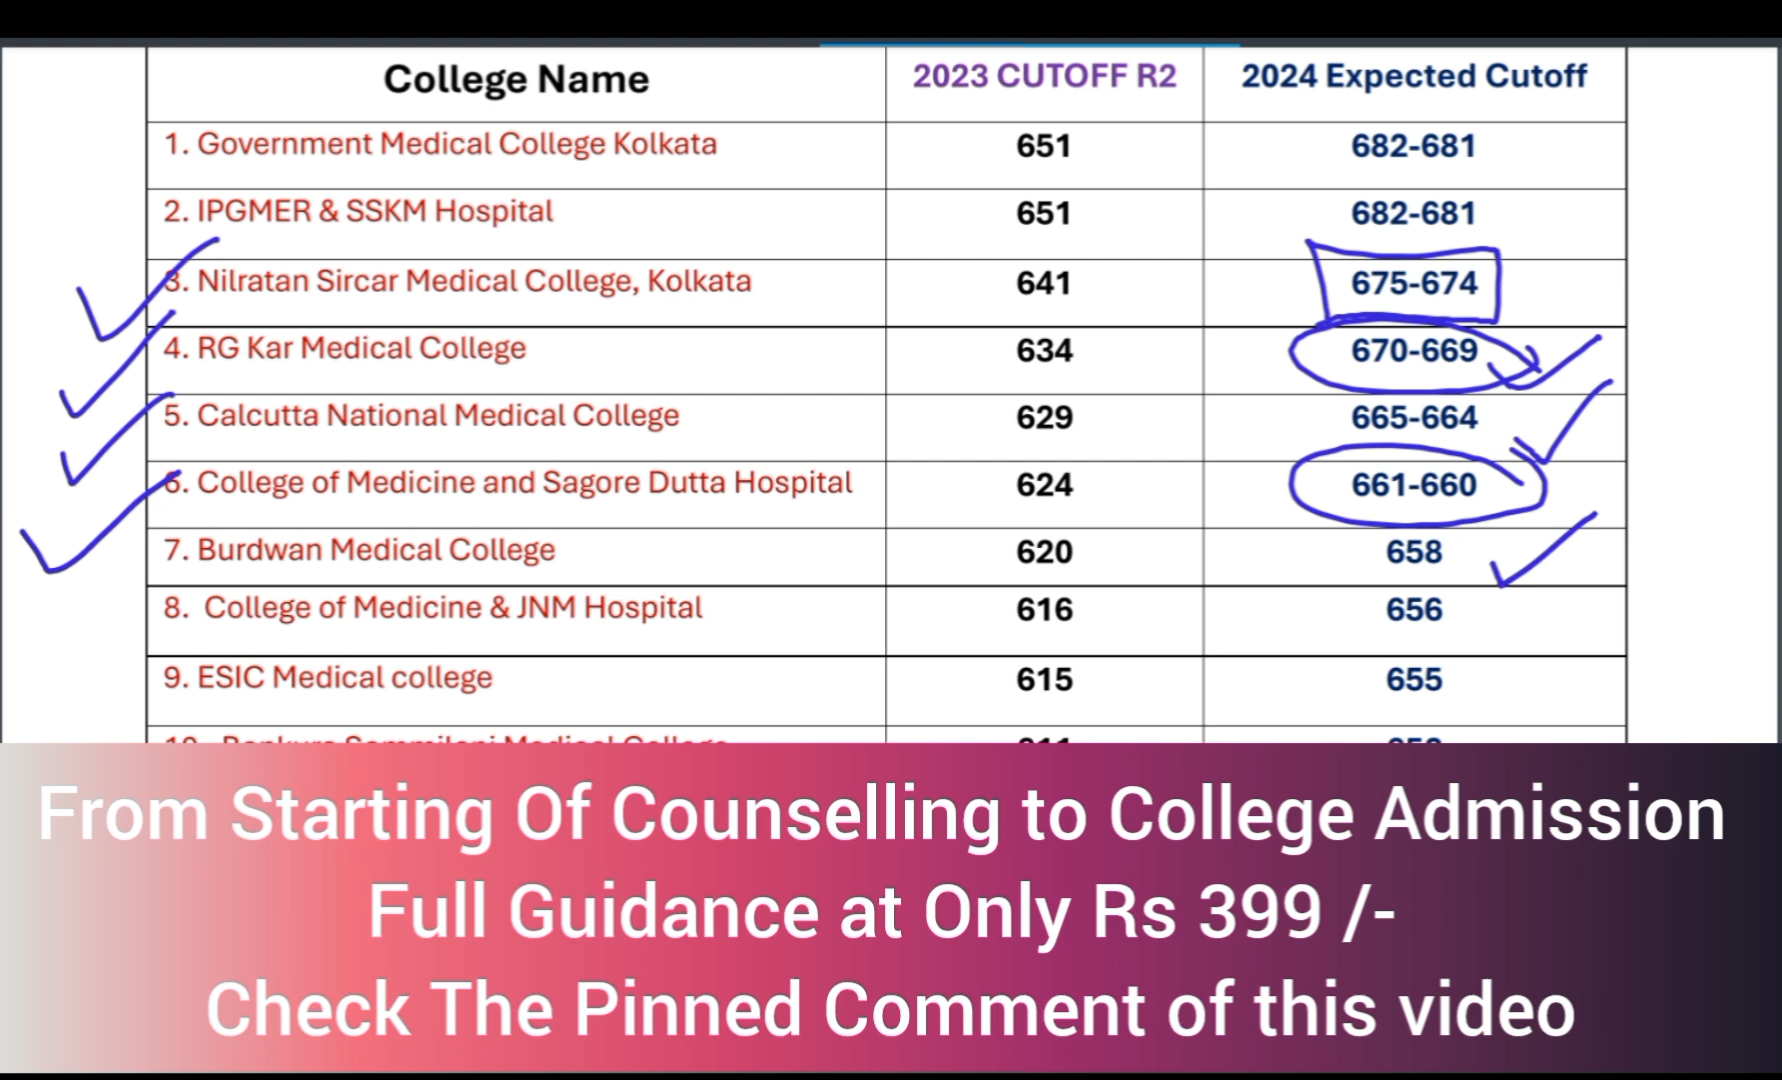 College Name 2023 CUTOFF R2 2024 Expected Cutoff
1. Government Medical College Kolkata 651 682-681
2. IPGMER & SSKM Hospital 651 682-681
3. Nilratan Sircar Medical College, Kolkata 641 675-674
4. RG Kar Medical College 634 670-669
5. Calcutta National Medical College 629 665-664
6. College of Medicine and Sagore Dutta Hospital 624 661-660
7. Burdwan Medical College 620 658
8. College of Medicine & JNM Hospital 616 656
9. ESIC Medical college 615 655
From Starting Of Counselling to College Admission
Full Guidance at Only Rs 399 /-
Check The Pinned Comment of this video